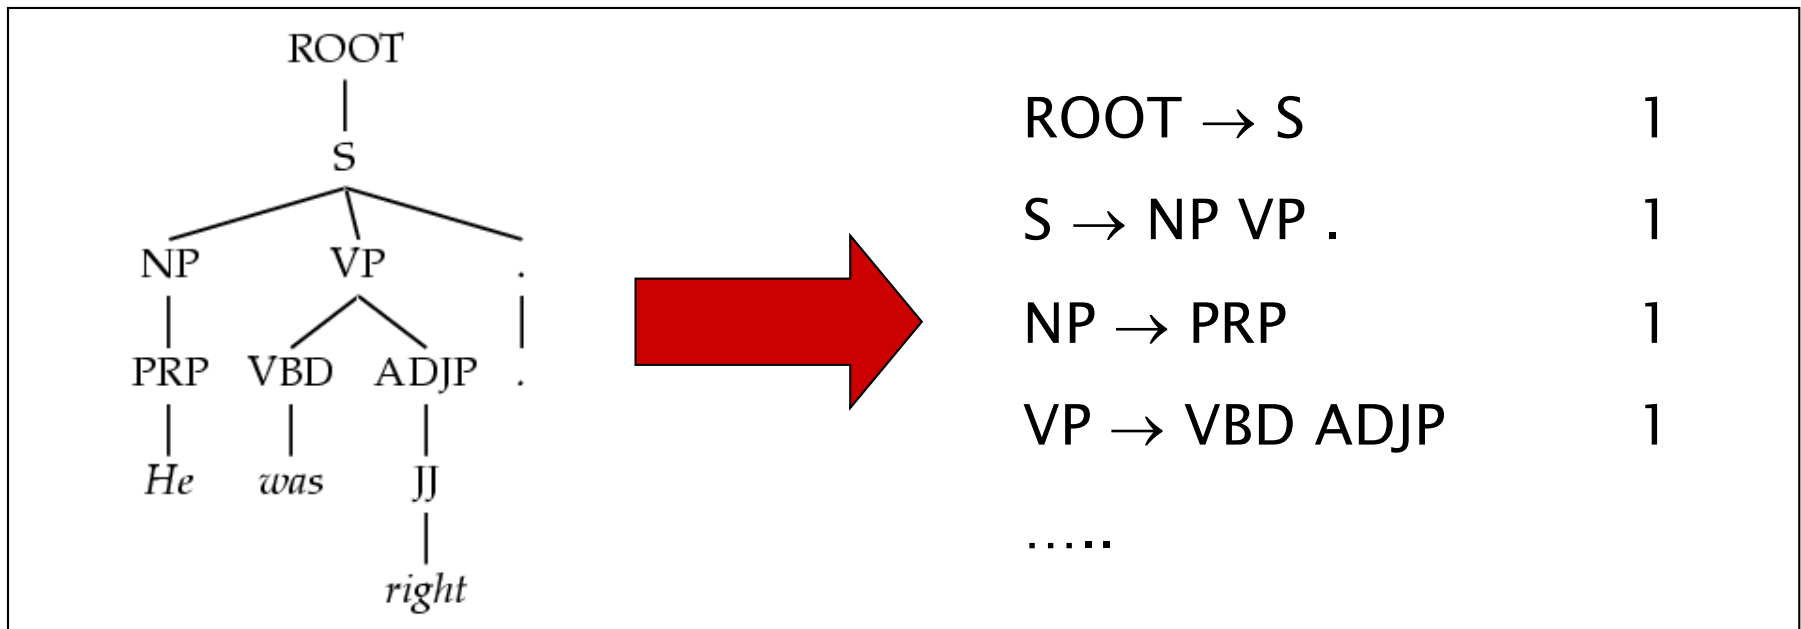 ROOT
S
NP VP .
PRP VBD ADJP .
He was JJ
right
ROOT → S 1
S → NP VP . 1
NP → PRP 1
VP → VBD ADJP 1
…..